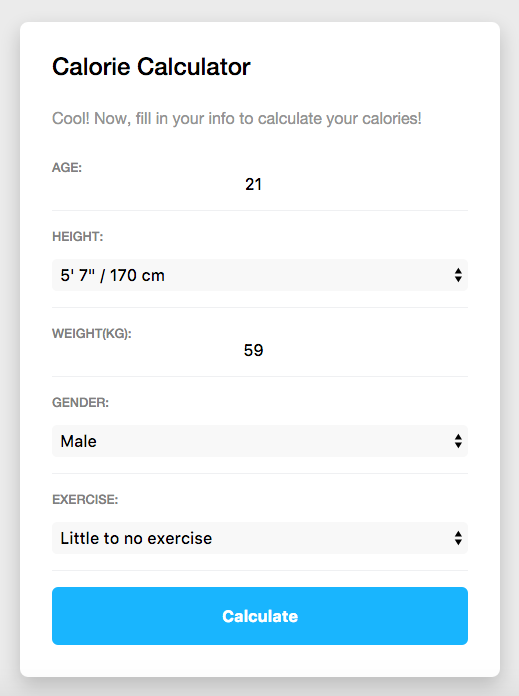 Calorie Calculator
Cool! Now, fill in your info to calculate your calories!
AGE:
21
HEIGHT:
5' 7" / 170 cm
WEIGHT(KG):
59
GENDER:
Male
EXERCISE:
Little to no exercise
Calculate